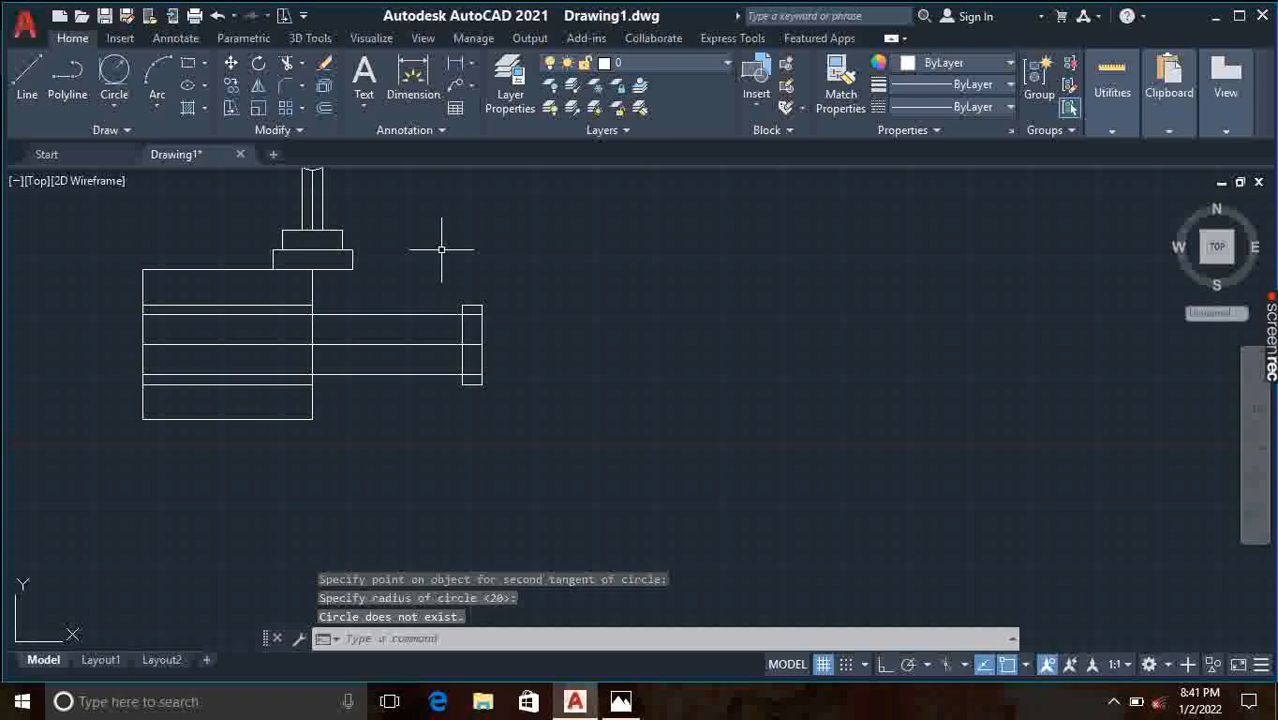 A Autodesk AutoCAD 2021 Drawing1.dwg Type a keyword or phrase Sign In
Home Insert Annotate Parametric 3D Tools Visualize View Manage Output Add-ins Collaborate Express Tools Featured Apps
0 ByLayer
Line Polyline Circle Arc Text Dimension Layer Properties Insert Match Properties ByLayer Group Utilities Clipboard View
ByLayer
Draw Modify Annotation Layers Block Properties Groups
Start Drawing1*
[−][Top][2D Wireframe]
N
W TOP E
S
Unnamed
screenrec
Specify point on object for second tangent of circle:
Specify radius of circle <20>:
Circle does not exist.
Y
X
Type a command
Model Layout1 Layout2 + MODEL 1:1
Type here to search 8:41 PM
1/2/2022